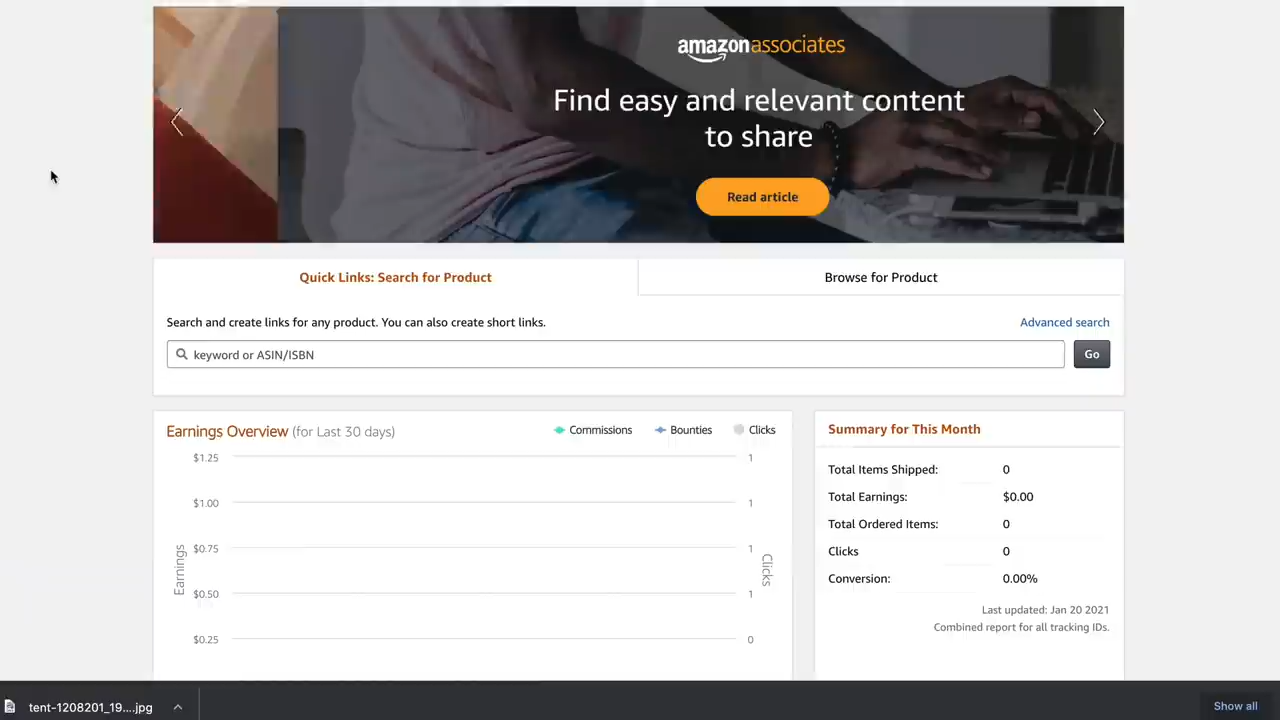 amazonassociates
Find easy and relevant content
to share
Read article
Quick Links: Search for Product
Browse for Product
Search and create links for any product. You can also create short links.
Advanced search
keyword or ASIN/ISBN
Go
Earnings Overview (for Last 30 days)
Commissions
Bounties
Clicks
$1.25
1
$1.00
1
$0.75
1
$0.50
1
$0.25
0
Earnings
Clicks
Summary for This Month
Total Items Shipped: 0
Total Earnings: $0.00
Total Ordered Items: 0
Clicks 0
Conversion: 0.00%
Last updated: Jan 20 2021
Combined report for all tracking IDs.
tent-1208201_19....jpg
Show all